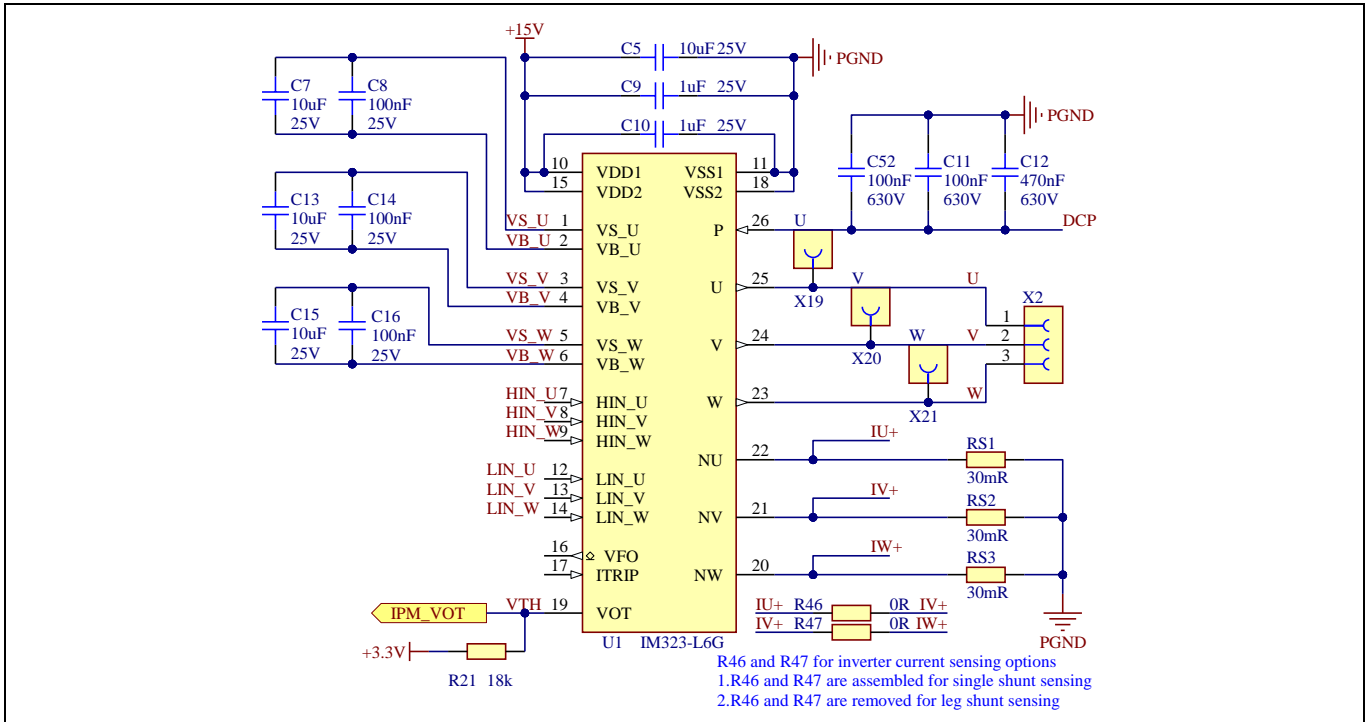 +15V
C5 10uF 25V
PGND
C9 1uF 25V
C10 1uF 25V
PGND
C7
10uF
25V
C8
100nF
25V
C13
10uF
25V
C14
100nF
25V
C15
10uF
25V
C16
100nF
25V
C52
100nF
630V
C11
100nF
630V
C12
470nF
630V
10 VDD1
15 VDD2
VSS1 11
VSS2 18
VS_U 1 VS_U
VB_U 2 VB_U
VS_V 3 VS_V
VB_V 4 VB_V
VS_W 5 VS_W
VB_W 6 VB_W
HIN_U 7 HIN_U
HIN_V 8 HIN_V
HIN_W 9 HIN_W
LIN_U 12 LIN_U
LIN_V 13 LIN_V
LIN_W 14 LIN_W
16 VFO
17 ITRIP
IPM_VOT VTH 19 VOT
+3.3V
R21 18k
U1 IM323-L6G
P 26 U DCP
U 25 X19 V U X2
V 24 X20 W V
W 23 X21 W
1
2
3
NU 22 IU+ RS1
30mR
NV 21 IV+ RS2
30mR
NW 20 IW+ RS3
30mR
IU+ R46 0R IV+
IV+ R47 0R IW+
PGND
R46 and R47 for inverter current sensing options
1.R46 and R47 are assembled for single shunt sensing
2.R46 and R47 are removed for leg shunt sensing